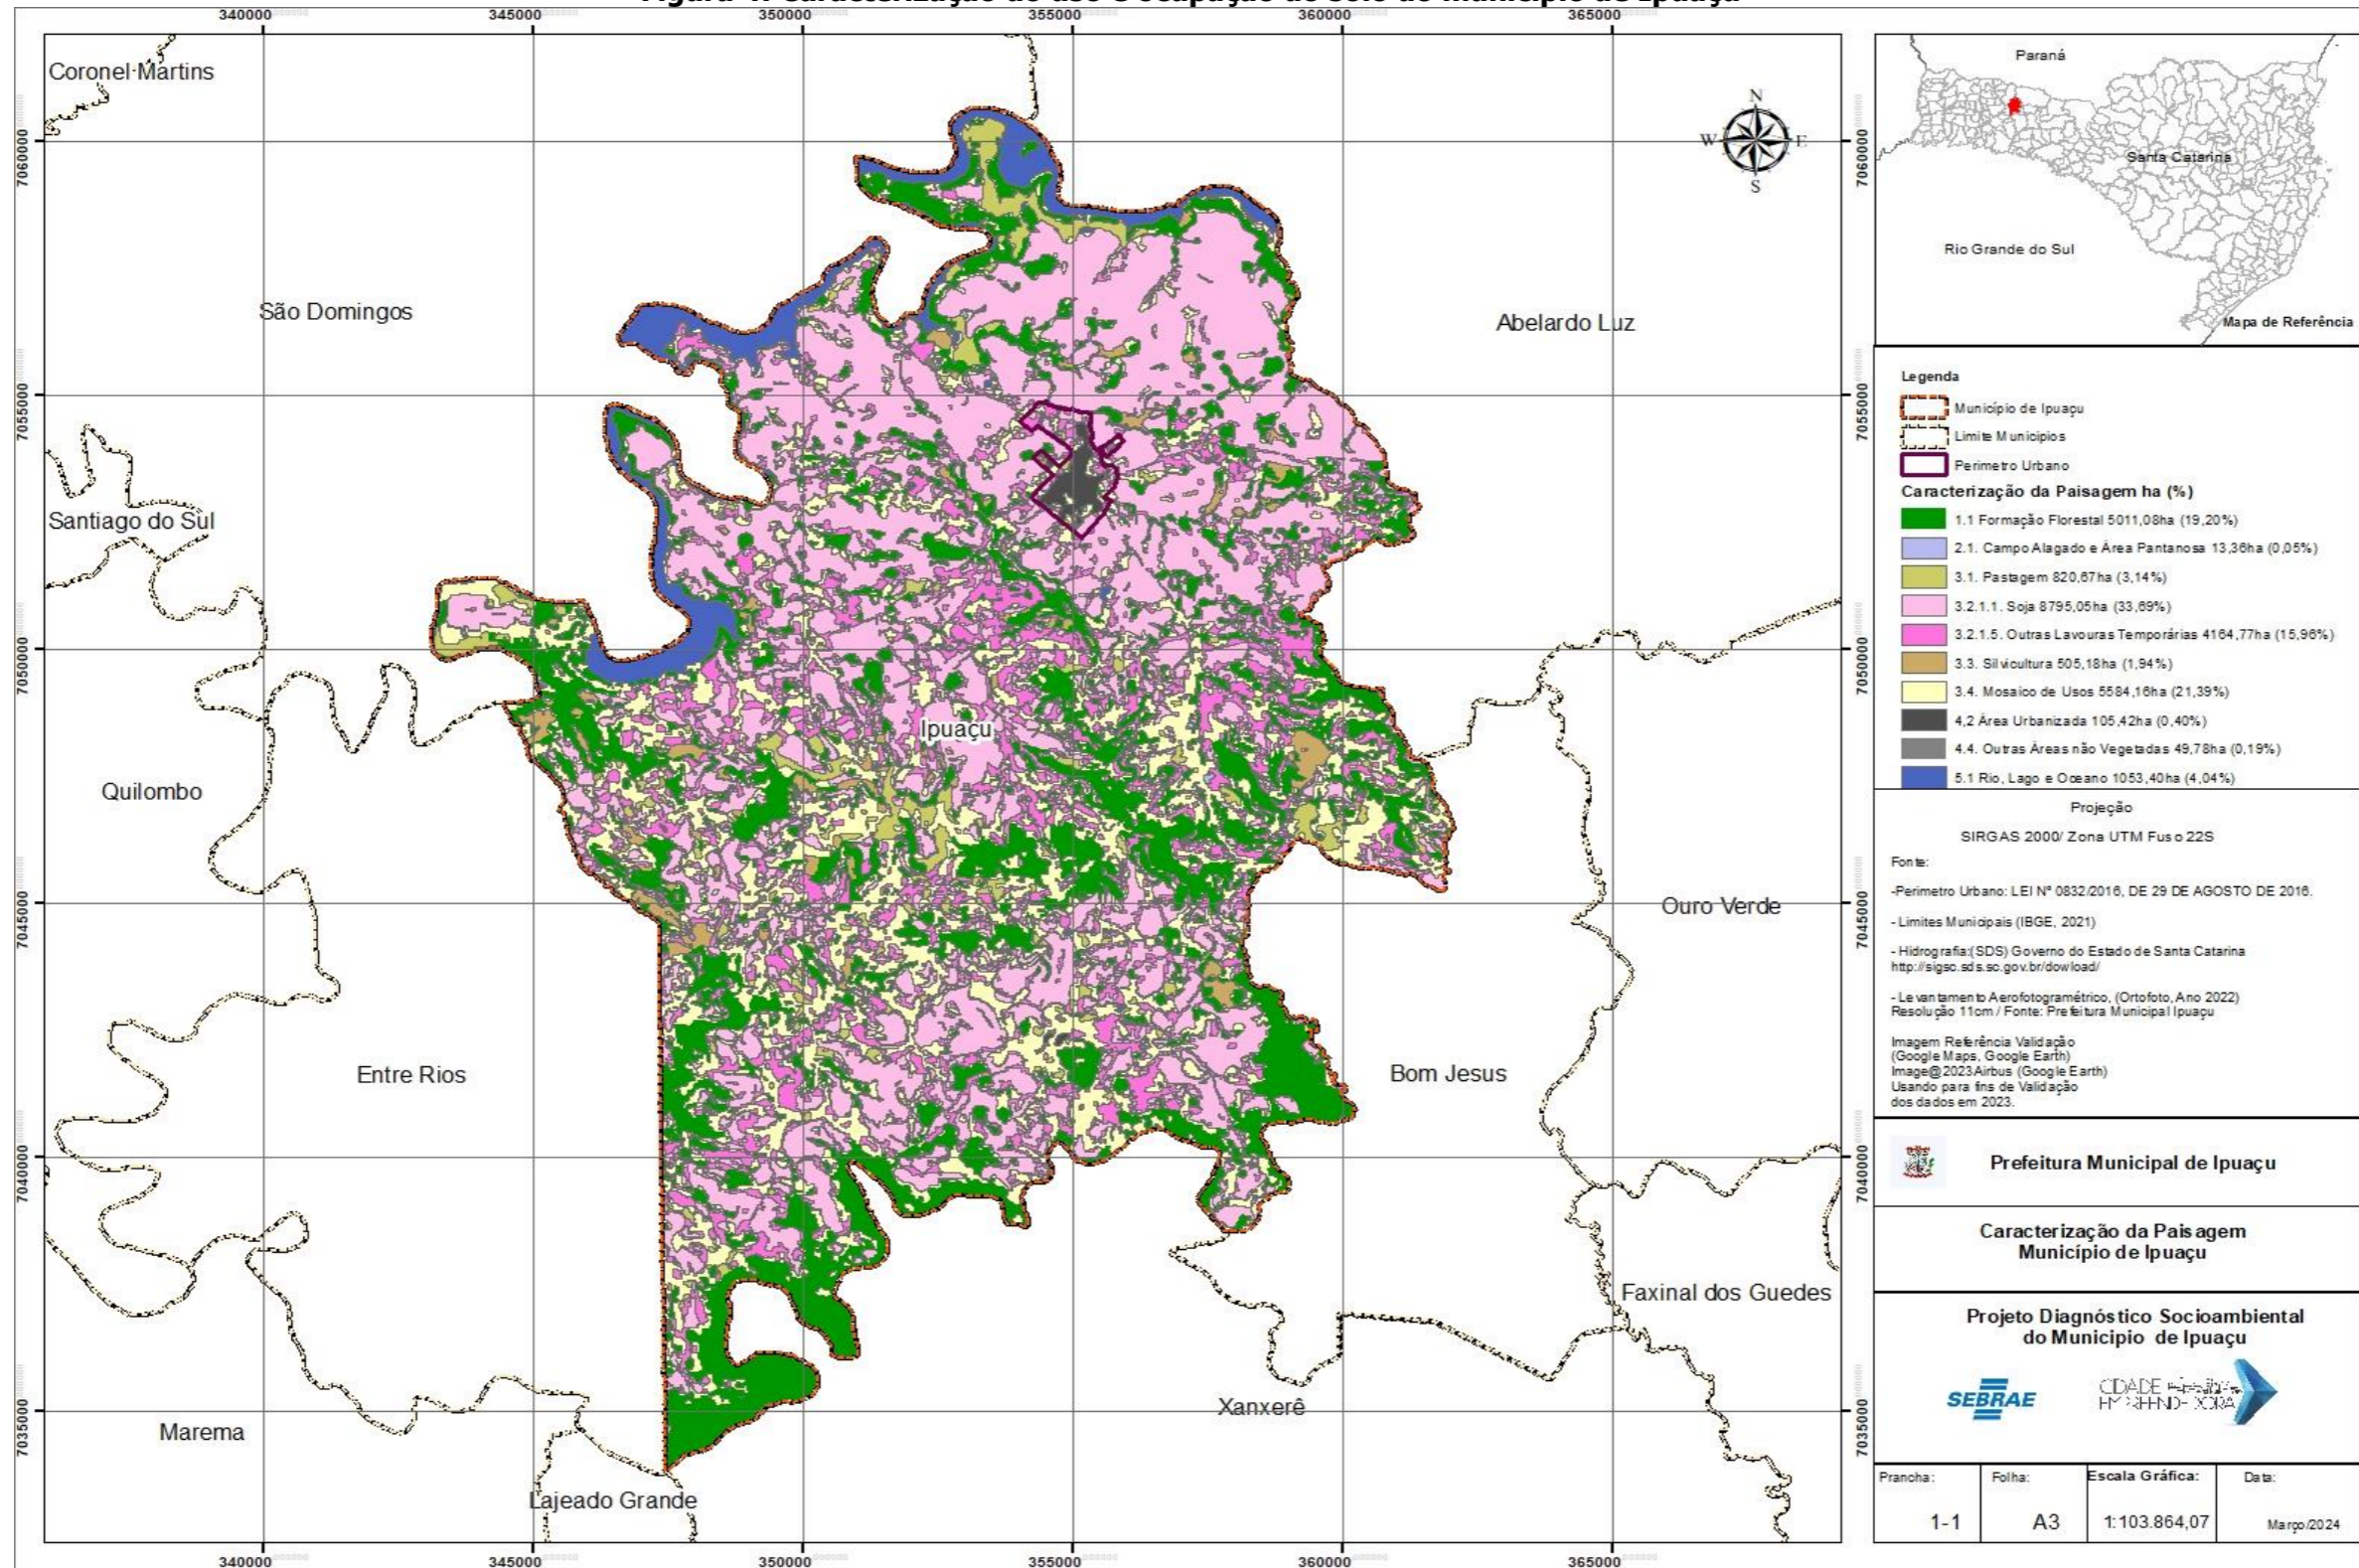 340000 345000 350000 355000 360000 365000
Coronel Martins
São Domingos
Abelardo Luz
Santiago do Sul
Ipuaçu
Quilombo
Ouro Verde
Entre Rios
Bom Jesus
Faxinal dos Guedes
Xanxerê
Marema
Lajeado Grande
N
W E
S
7060000
7055000
7050000
7045000
7040000
7035000
7060000
7055000
7050000
7045000
7040000
7035000
340000 345000 350000 355000 360000 365000
Paraná
Santa Catarina
Rio Grande do Sul
Mapa de Referência
Legenda
Município de Ipuaçu
Limite Municipios
Perimetro Urbano
Caracterização da Paisagem ha (%)
1.1 Formação Florestal 5011,08ha (19,20%)
2.1. Campo Alagado e Área Pantanosa 13,36ha (0,05%)
3.1. Pastagem 820,67ha (3,14%)
3.2.1.1. Soja 8795,05ha (33,69%)
3.2.1.5. Outras Lavouras Temporárias 4164,77ha (15,96%)
3.3. Silvicultura 505,18ha (1,94%)
3.4. Mosaico de Usos 5584,16ha (21,39%)
4,2 Área Urbanizada 105,42ha (0,40%)
4.4. Outras Áreas não Vegetadas 49,78ha (0,19%)
5.1 Rio, Lago e Oceano 1053,40ha (4,04%)
Projeção
SIRGAS 2000/ Zona UTM Fuso 22S
Fonte:
-Perimetro Urbano: LEI Nº 0832/2016, DE 29 DE AGOSTO DE 2016.
- Limites Municipais (IBGE, 2021)
- Hidrografia:(SDS) Governo do Estado de Santa Catarina
http://sigsc.sds.sc.gov.br/dowload/
- Levantamento Aerofotogramétrico, (Ortofoto, Ano 2022)
Resolução 11cm / Fonte: Prefeitura Municipal Ipuaçu
Imagem Referência Validação
(Google Maps, Google Earth)
Image@2023Airbus (Google Earth)
Usando para fins de Validação
dos dados em 2023.
Prefeitura Municipal de Ipuaçu
Caracterização da Paisagem
Município de Ipuaçu
Projeto Diagnóstico Socioambiental
do Municipio de Ipuaçu
SEBRAE
CIDADE
Prancha: Folha: Escala Gráfica: Data:
1-1 A3 1:103.864,07 Março/2024